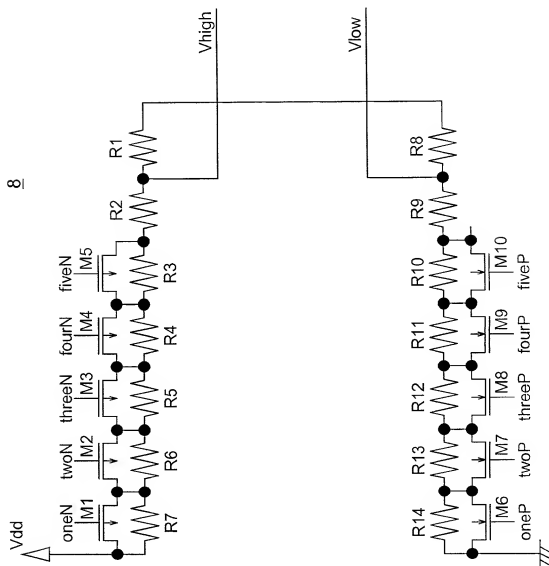 8
Vdd
oneN
twoN
threeN
fourN
fiveN
M1
M2
M3
M4
M5
R7
R6
R5
R4
R3
R2
R1
Vhigh
Vlow
R14
R13
R12
R11
R10
R9
R8
M6
M7
M8
M9
M10
oneP
twoP
threeP
fourP
fiveP